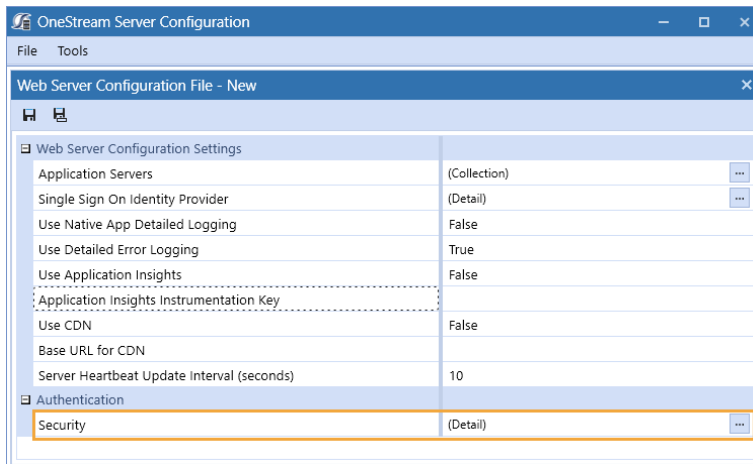 OneStream Server Configuration
File Tools
Web Server Configuration File - New
Web Server Configuration Settings
Application Servers (Collection) ...
Single Sign On Identity Provider (Detail) ...
Use Native App Detailed Logging False
Use Detailed Error Logging True
Use Application Insights False
Application Insights Instrumentation Key
Use CDN False
Base URL for CDN
Server Heartbeat Update Interval (seconds) 10
Authentication
Security (Detail) ...